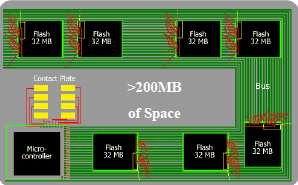 Flash
32 MB
Flash
32 MB
Flash
32 MB
Flash
32 MB
Contact Plate
>200MB
of Space
Bus
Micro-
controller
Flash
32 MB
Flash
32 MB
Flash
32 MB